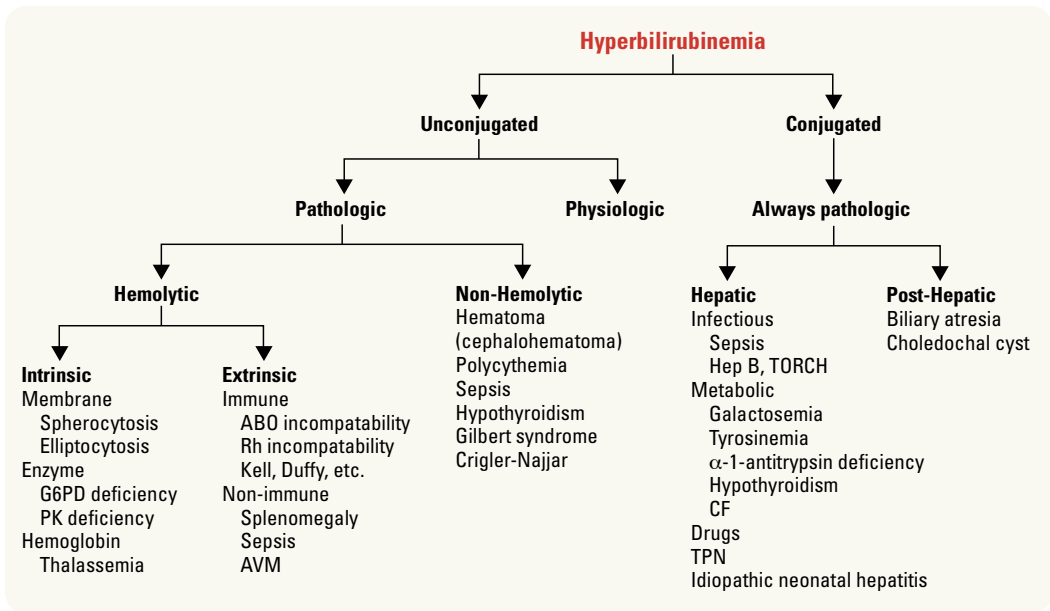 Hyperbilirubinemia
Unconjugated
Conjugated
Pathologic
Physiologic
Always pathologic
Hemolytic
Intrinsic
Membrane
Spherocytosis
Elliptocytosis
Enzyme
G6PD deficiency
PK deficiency
Hemoglobin
Thalassemia
Extrinsic
Immune
ABO incompatability
Rh incompatability
Kell, Duffy, etc.
Non-immune
Splenomegaly
Sepsis
AVM
Non-Hemolytic
Hematoma
(cephalohematoma)
Polycythemia
Sepsis
Hypothyroidism
Gilbert syndrome
Crigler-Najjar
Hepatic
Infectious
Sepsis
Hep B, TORCH
Metabolic
Galactosemia
Tyrosinemia
α-1-antitrypsin deficiency
Hypothyroidism
CF
Drugs
TPN
Idiopathic neonatal hepatitis
Post-Hepatic
Biliary atresia
Choledochal cyst